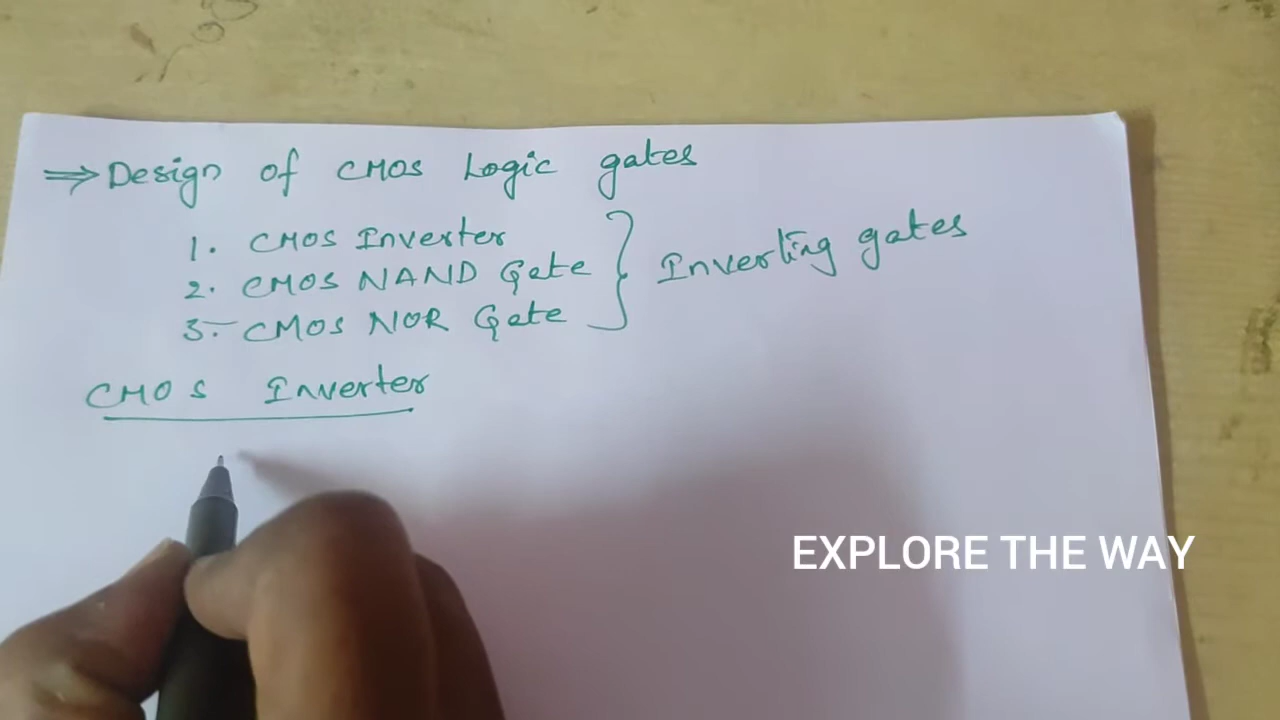 ⇒ Design of CMOS Logic gates
1. CMOS Inverter
2. CMOS NAND Gate
3. CMOS NOR Gate
Inverting gates
CMOS Inverter
EXPLORE THE WAY